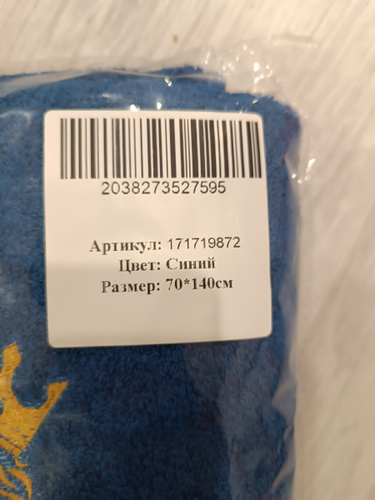 2038273527595
Артикул: 171719872
Цвет: Синий
Размер: 70*140см